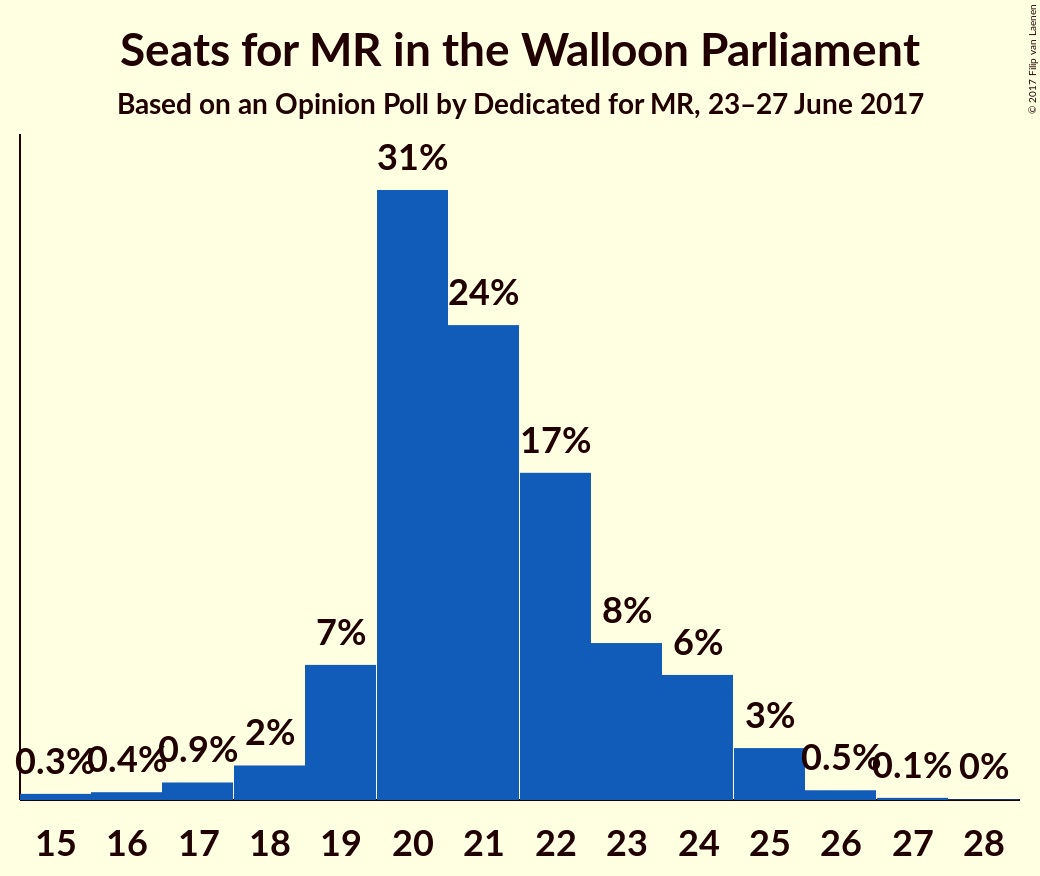 Seats for MR in the Walloon Parliament
Based on an Opinion Poll by Dedicated for MR, 23–27 June 2017
© 2017 Filip van Laenen
0.3% 0.4% 0.9% 2% 7% 31% 24% 17% 8% 6% 3% 0.5% 0.1% 0%
15 16 17 18 19 20 21 22 23 24 25 26 27 28